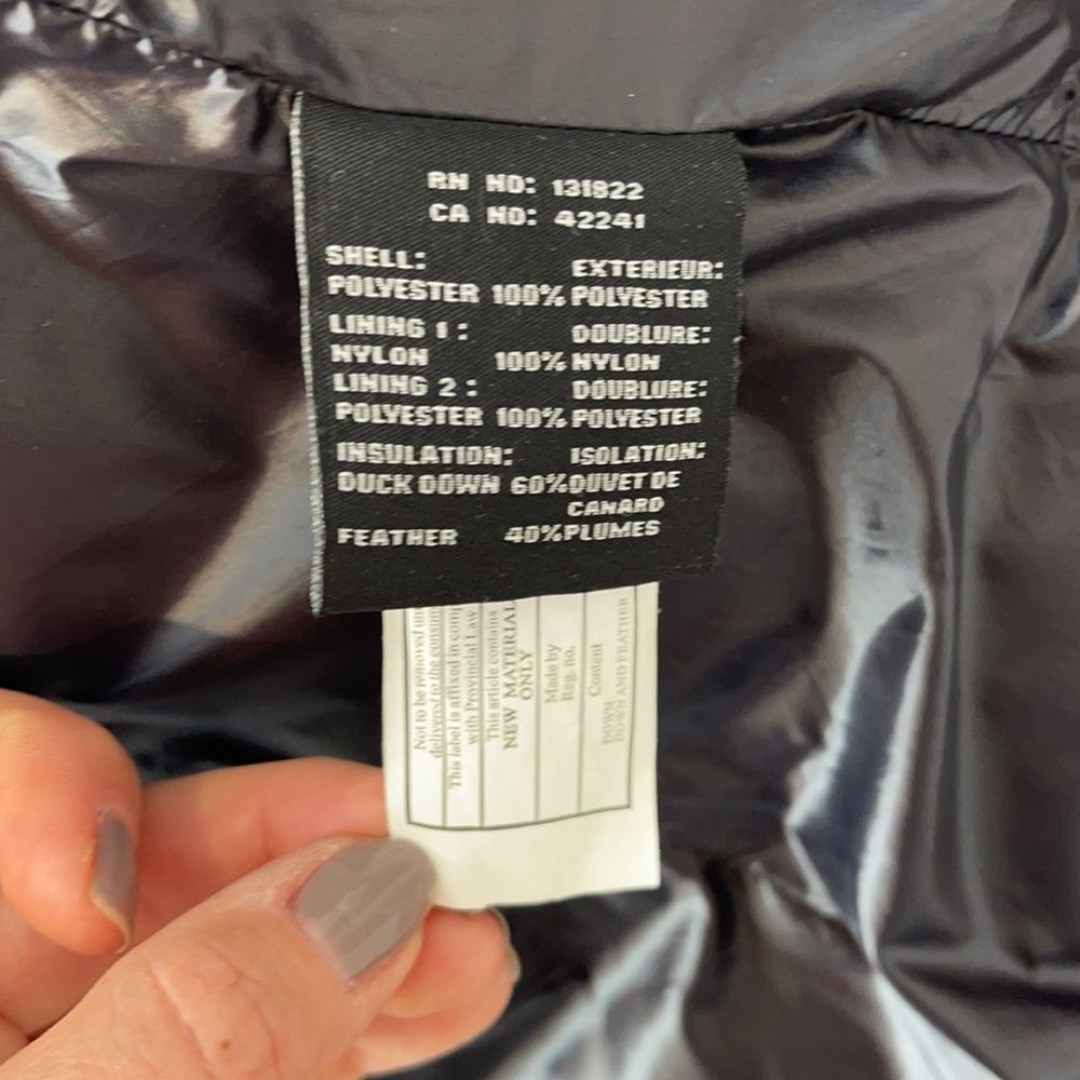 RN NO: 131822
CA NO: 42241
SHELL: EXTERIEUR:
POLYESTER 100% POLYESTER
LINING 1 : DOUBLURE:
NYLON 100% NYLON
LINING 2 : DOUBLURE:
POLYESTER 100% POLYESTER
INSULATION: ISOLATION:
DUCK DOWN 60% DUVET DE
CANARD
FEATHER 40% PLUMES
Not to be removed
delivered to the
This label is affixed in
with Provincial Law
This article contains
NEW MATERIAL
ONLY
Made by
Reg. no.
Content
DOWN
DOWN AND FEATHER